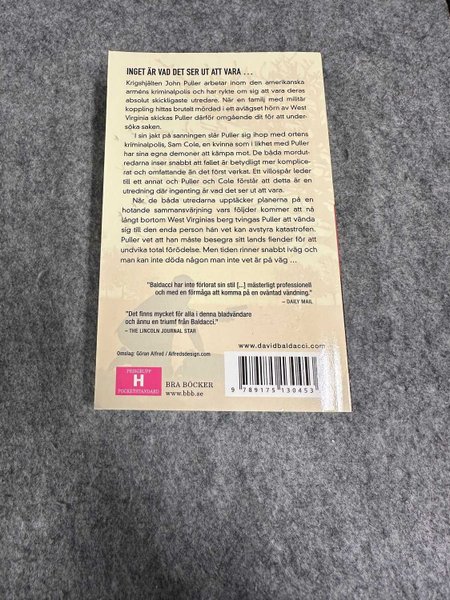 INGET ÄR VAD DET SER UT ATT VARA ...
Krigshjälten John Puller arbetar inom den amerikanska
arméns kriminalpolis och har rykte om sig att vara deras
absolut skickligaste utredare. När en familj med militär
koppling hittas brutalt mördad i ett avlägset hörn av West
Virginia skickas Puller därför omgående dit för att under-
söka saken.
I sin jakt på sanningen slår Puller sig ihop med ortens
kriminalpolis, Sam Cole, en kvinna som i likhet med Puller
har sina egna demoner att kämpa mot. De båda mordut-
redarna inser snabbt att fallet är betydligt mer komplice-
rat och omfattande än det först verkat. Ett villospår leder
till ett annat och Puller och Cole förstår att detta är en
utredning där ingenting är vad det ser ut att vara.
När de båda utredarna upptäcker planerna på en
hotande sammansvärjning vars följder kommer att nå
långt bortom West Virginias berg tvingas Puller att vända
sig till den enda person han vet kan avstyra katastrofen.
Puller vet att han måste besegra sitt lands fiender för att
undvika total förödelse. Men tiden rinner snabbt iväg och
man kan inte döda någon man inte vet är på väg ...
"Baldacci har inte förlorat sin stil [...] mästerligt professionell
och med en förmåga att komma på en oväntad vändning."
– DAILY MAIL
"Det finns mycket för alla i denna bladvändare
och ännu en triumf från Baldacci."
– THE LINCOLN JOURNAL STAR
www.davidbaldacci.com
Omslag: Göran Alfred / Alfredsdesign.com
PRISGRUPP
H
POCKETSTANDARD
BRA BÖCKER
www.bbb.se
9 789175 130453